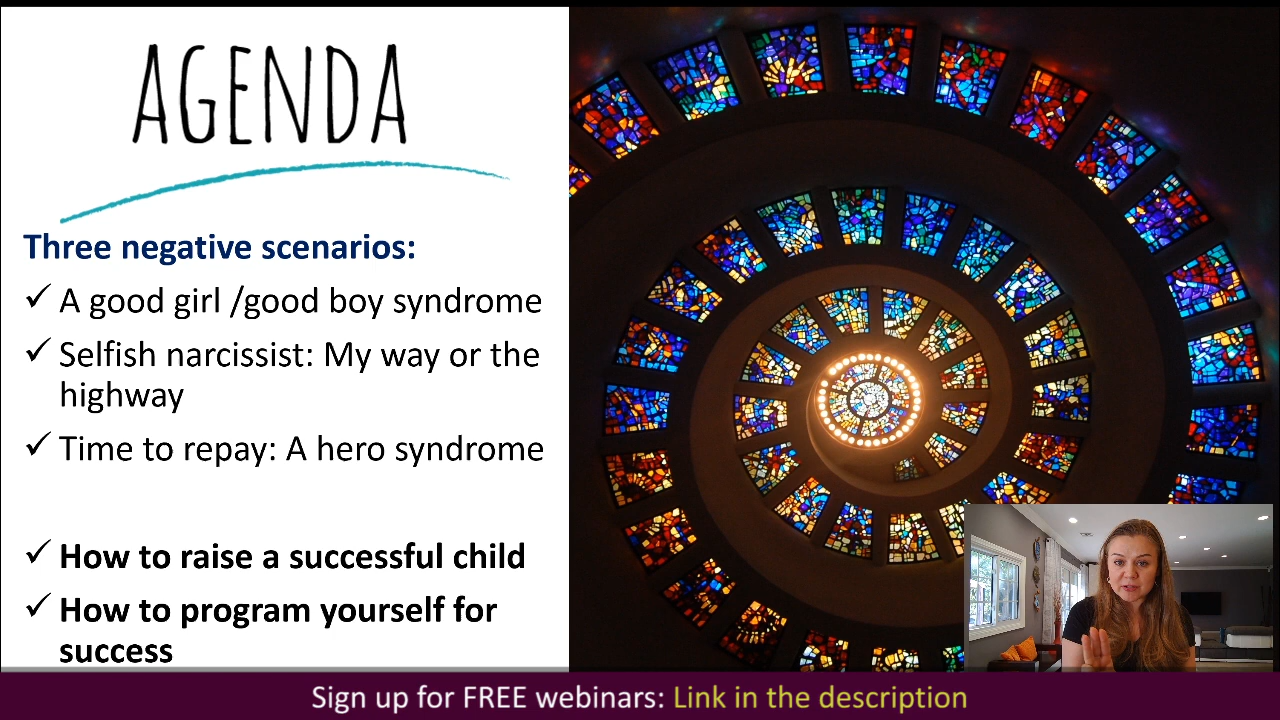 AGENDA
Three negative scenarios:
✓ A good girl /good boy syndrome
✓ Selfish narcissist: My way or the
highway
✓ Time to repay: A hero syndrome
✓ How to raise a successful child
✓ How to program yourself for
success
Sign up for FREE webinars: Link in the description